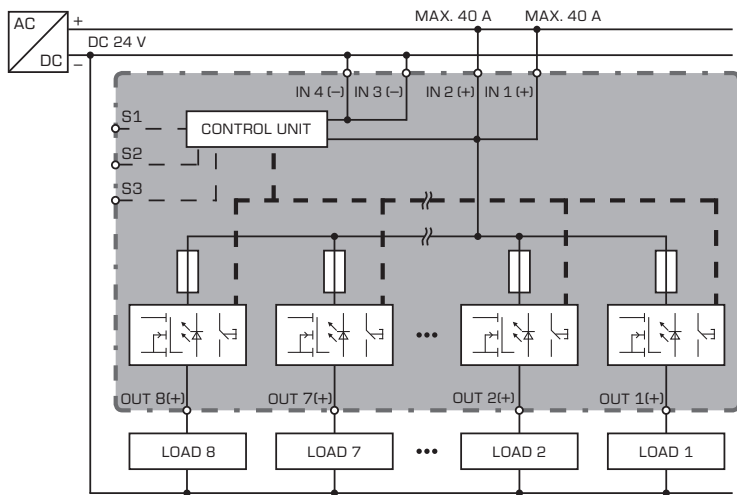 AC
+
MAX. 40 A MAX. 40 A
DC 24 V
DC
−
IN 4 (−) IN 3 (−) IN 2 (+) IN 1 (+)
S1
CONTROL UNIT
S2
S3
•••
OUT 8(+) OUT 7(+) OUT 2(+) OUT 1(+)
LOAD 8 LOAD 7 ••• LOAD 2 LOAD 1